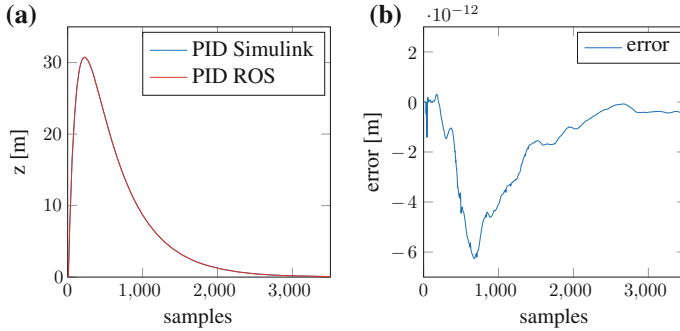 (a)
PID Simulink
PID ROS
30
20
10
0
z [m]
0
1,000
2,000
3,000
samples
(b)
·10−12
error
2
0
−2
−4
−6
error [m]
0
1,000
2,000
3,000
samples